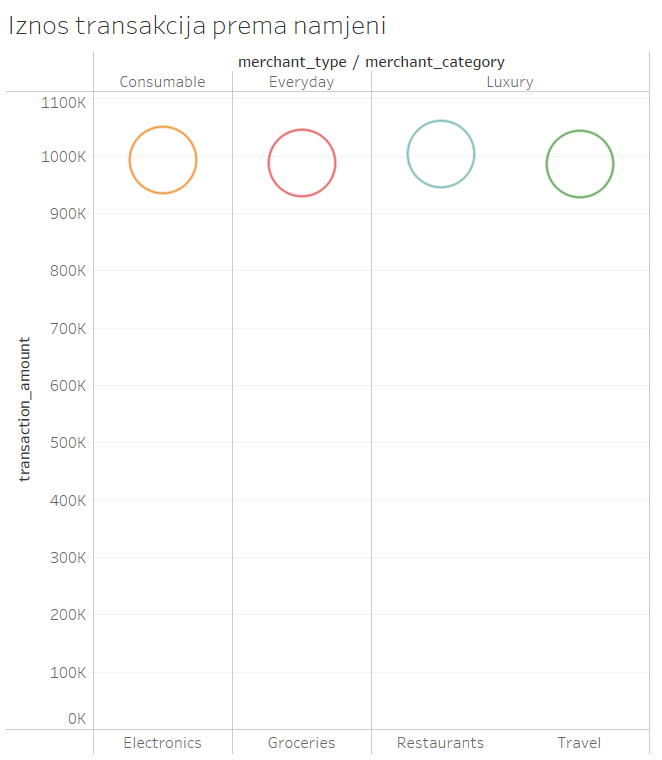 Iznos transakcija prema namjeni
merchant_type / merchant_category
Consumable Everyday Luxury
1100K
1000K
900K
800K
700K
600K
500K
400K
300K
200K
100K
0K
transaction_amount
Electronics Groceries Restaurants Travel